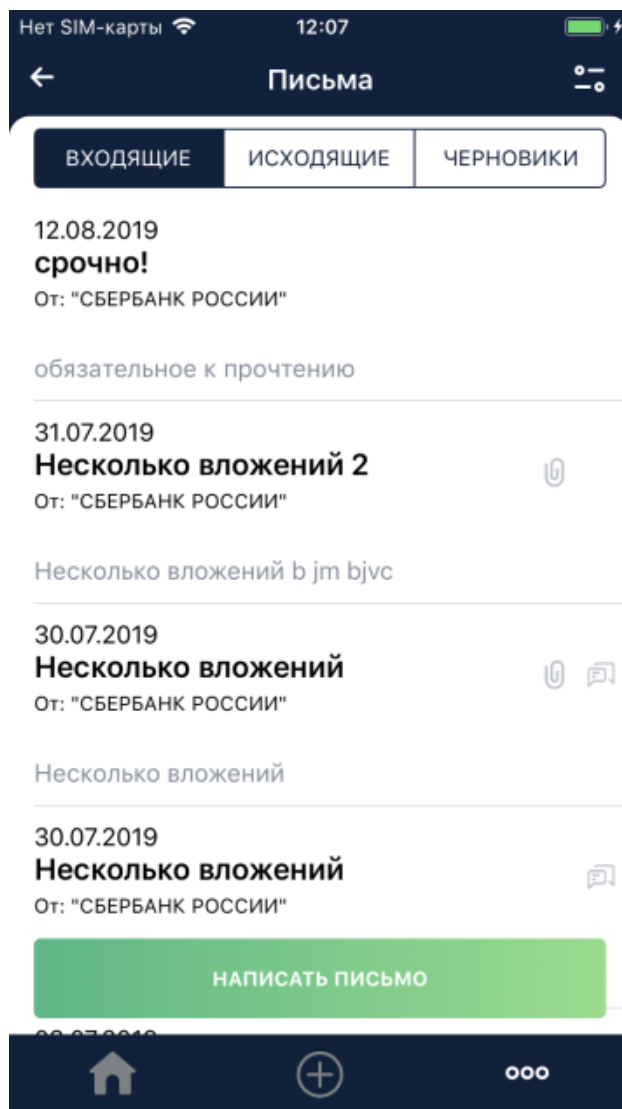 Нет SIM-карты 12:07
Письма
ВХОДЯЩИЕ ИСХОДЯЩИЕ ЧЕРНОВИКИ
12.08.2019
срочно!
От: "СБЕРБАНК РОССИИ"
обязательное к прочтению
31.07.2019
Несколько вложений 2
От: "СБЕРБАНК РОССИИ"
Несколько вложений b jm bjvc
30.07.2019
Несколько вложений
От: "СБЕРБАНК РОССИИ"
Несколько вложений
30.07.2019
Несколько вложений
От: "СБЕРБАНК РОССИИ"
НАПИСАТЬ ПИСЬМО